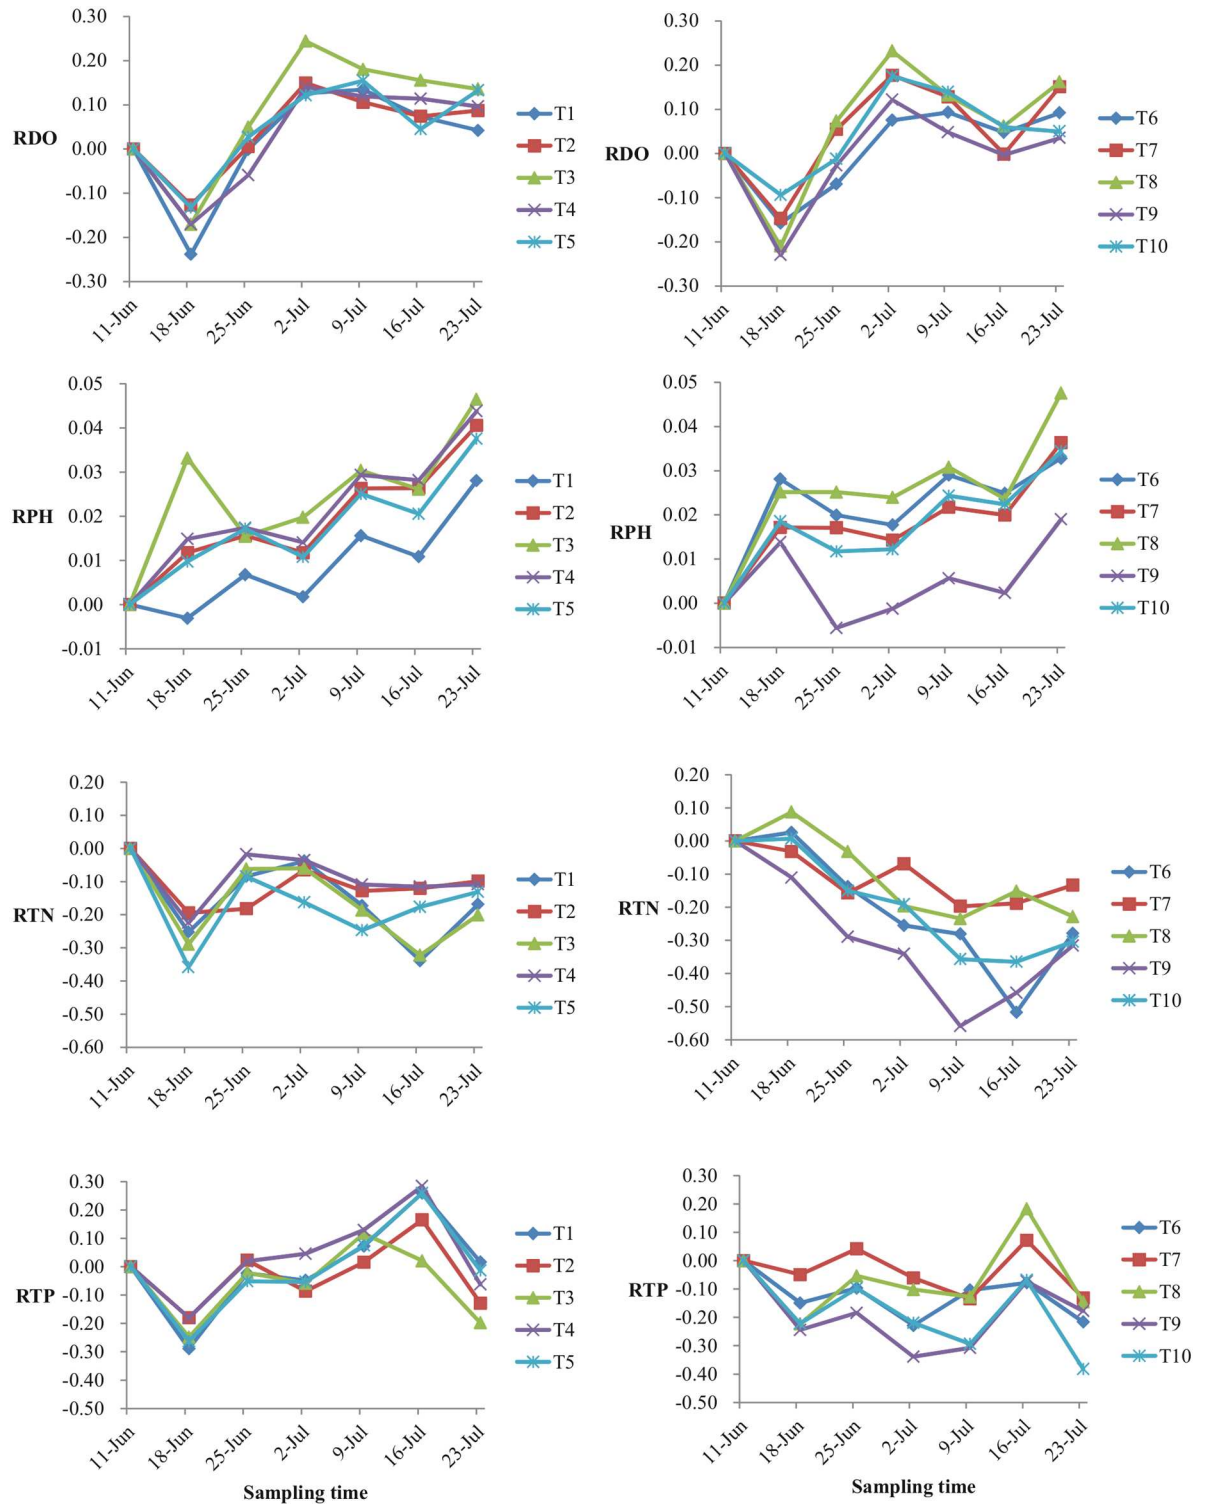 0.30
0.20
0.10
0.00
-0.10
-0.20
-0.30
RDO
11-Jun
18-Jun
25-Jun
2-Jul
9-Jul
16-Jul
23-Jul
T1
T2
T3
T4
T5
0.30
0.20
0.10
0.00
-0.10
-0.20
-0.30
RDO
11-Jun
18-Jun
25-Jun
2-Jul
9-Jul
16-Jul
23-Jul
T6
T7
T8
T9
T10
0.05
0.04
0.03
0.02
0.01
0.00
-0.01
RPH
11-Jun
18-Jun
25-Jun
2-Jul
9-Jul
16-Jul
23-Jul
T1
T2
T3
T4
T5
0.05
0.04
0.03
0.02
0.01
0.00
-0.01
RPH
11-Jun
18-Jun
25-Jun
2-Jul
9-Jul
16-Jul
23-Jul
T6
T7
T8
T9
T10
0.20
0.10
0.00
-0.10
-0.20
-0.30
-0.40
-0.50
-0.60
RTN
11-Jun
18-Jun
25-Jun
2-Jul
9-Jul
16-Jul
23-Jul
T1
T2
T3
T4
T5
0.20
0.10
0.00
-0.10
-0.20
-0.30
-0.40
-0.50
-0.60
RTN
11-Jun
18-Jun
25-Jun
2-Jul
9-Jul
16-Jul
23-Jul
T6
T7
T8
T9
T10
0.30
0.20
0.10
0.00
-0.10
-0.20
-0.30
-0.40
-0.50
RTP
11-Jun
18-Jun
25-Jun
2-Jul
9-Jul
16-Jul
23-Jul
Sampling time
T1
T2
T3
T4
T5
0.30
0.20
0.10
0.00
-0.10
-0.20
-0.30
-0.40
-0.50
RTP
11-Jun
18-Jun
25-Jun
2-Jul
9-Jul
16-Jul
23-Jul
Sampling time
T6
T7
T8
T9
T10